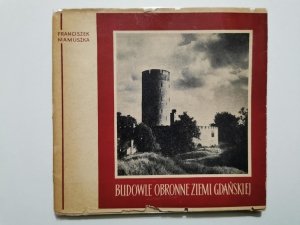 FRANCISZEK
MAMUSZKA
BUDOWLE OBRONNE ZIEMI GDAŃSKIEJ